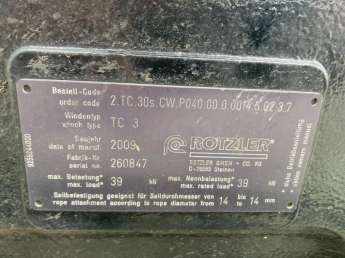 Bestell-Code
order code 2.TC.30s.CW.P040.00.0.0014.6.02.3.7
Windentyp
winch type TC 3
Baujahr
date of manuf. 2009
Fabrik-Nr.
serial no. 260847
ROTZLER
ROTZLER GMBH + CO. KG
D-79585 Steinen
max. Belastung* 39 kN max. Nennbelastung* 39 kN
max. load* max. rated load*
Seilbefestigung geeignet für Seildurchmesser von 14 bis 14 mm
rope attachment according to rope diameter from to
* siehe Betriebsanleitung